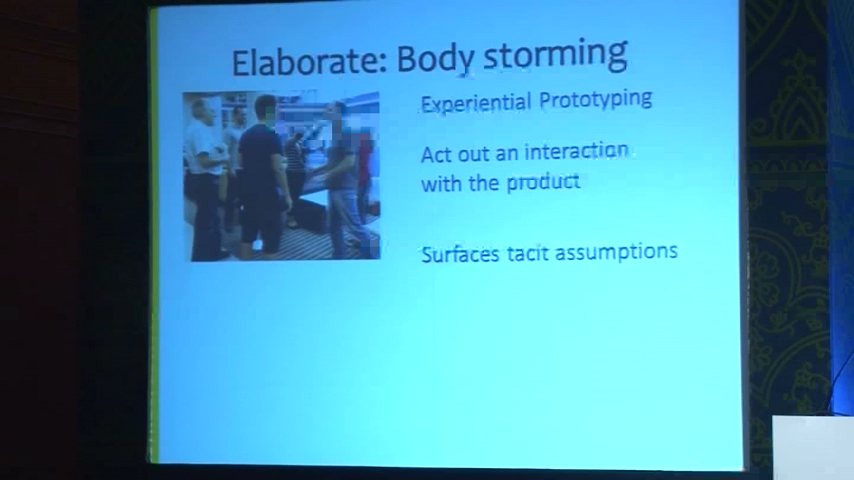 Elaborate: Body storming
Experiential Prototyping
Act out an interaction
with the product
Surfaces tacit assumptions